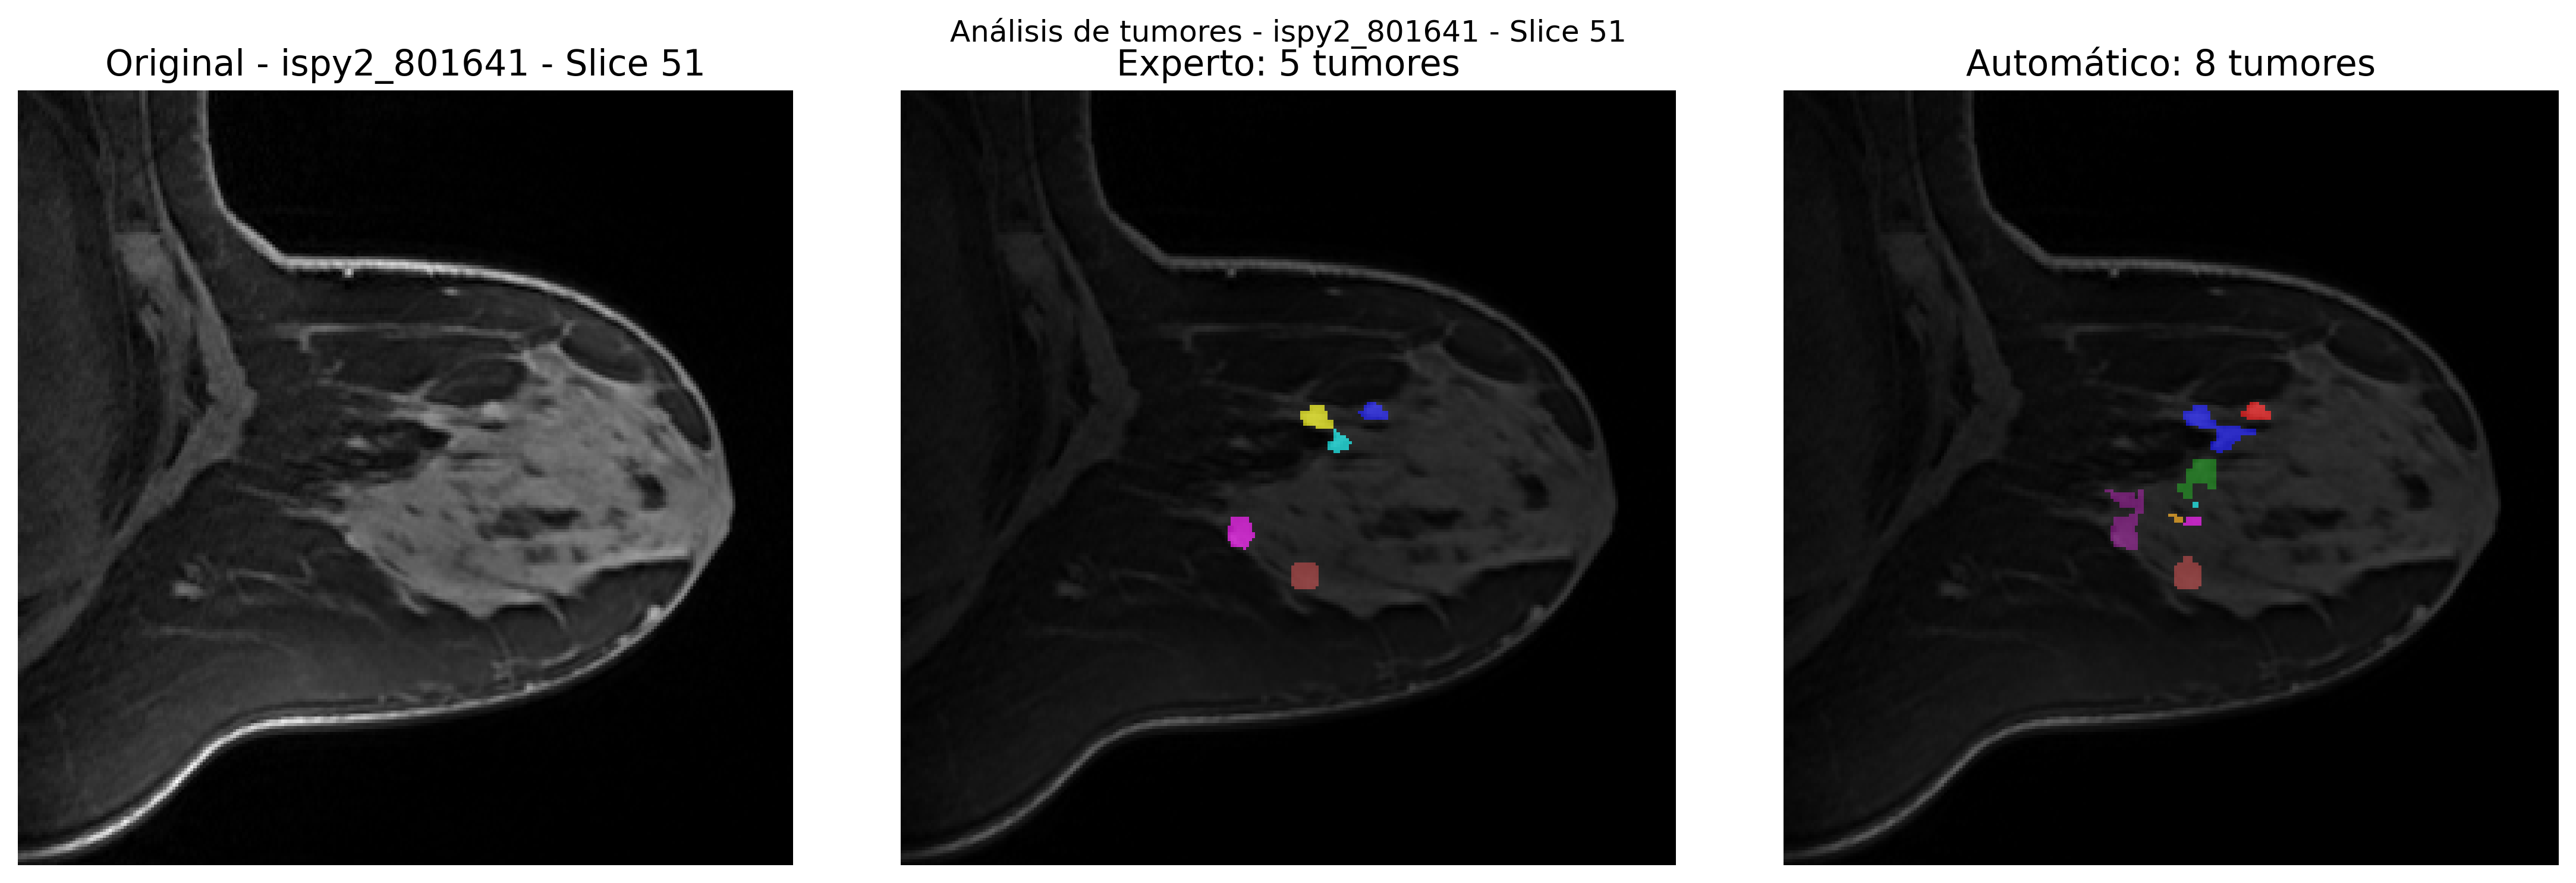 Análisis de tumores - ispy2_801641 - Slice 51
Original - ispy2_801641 - Slice 51
Experto: 5 tumores
Automático: 8 tumores